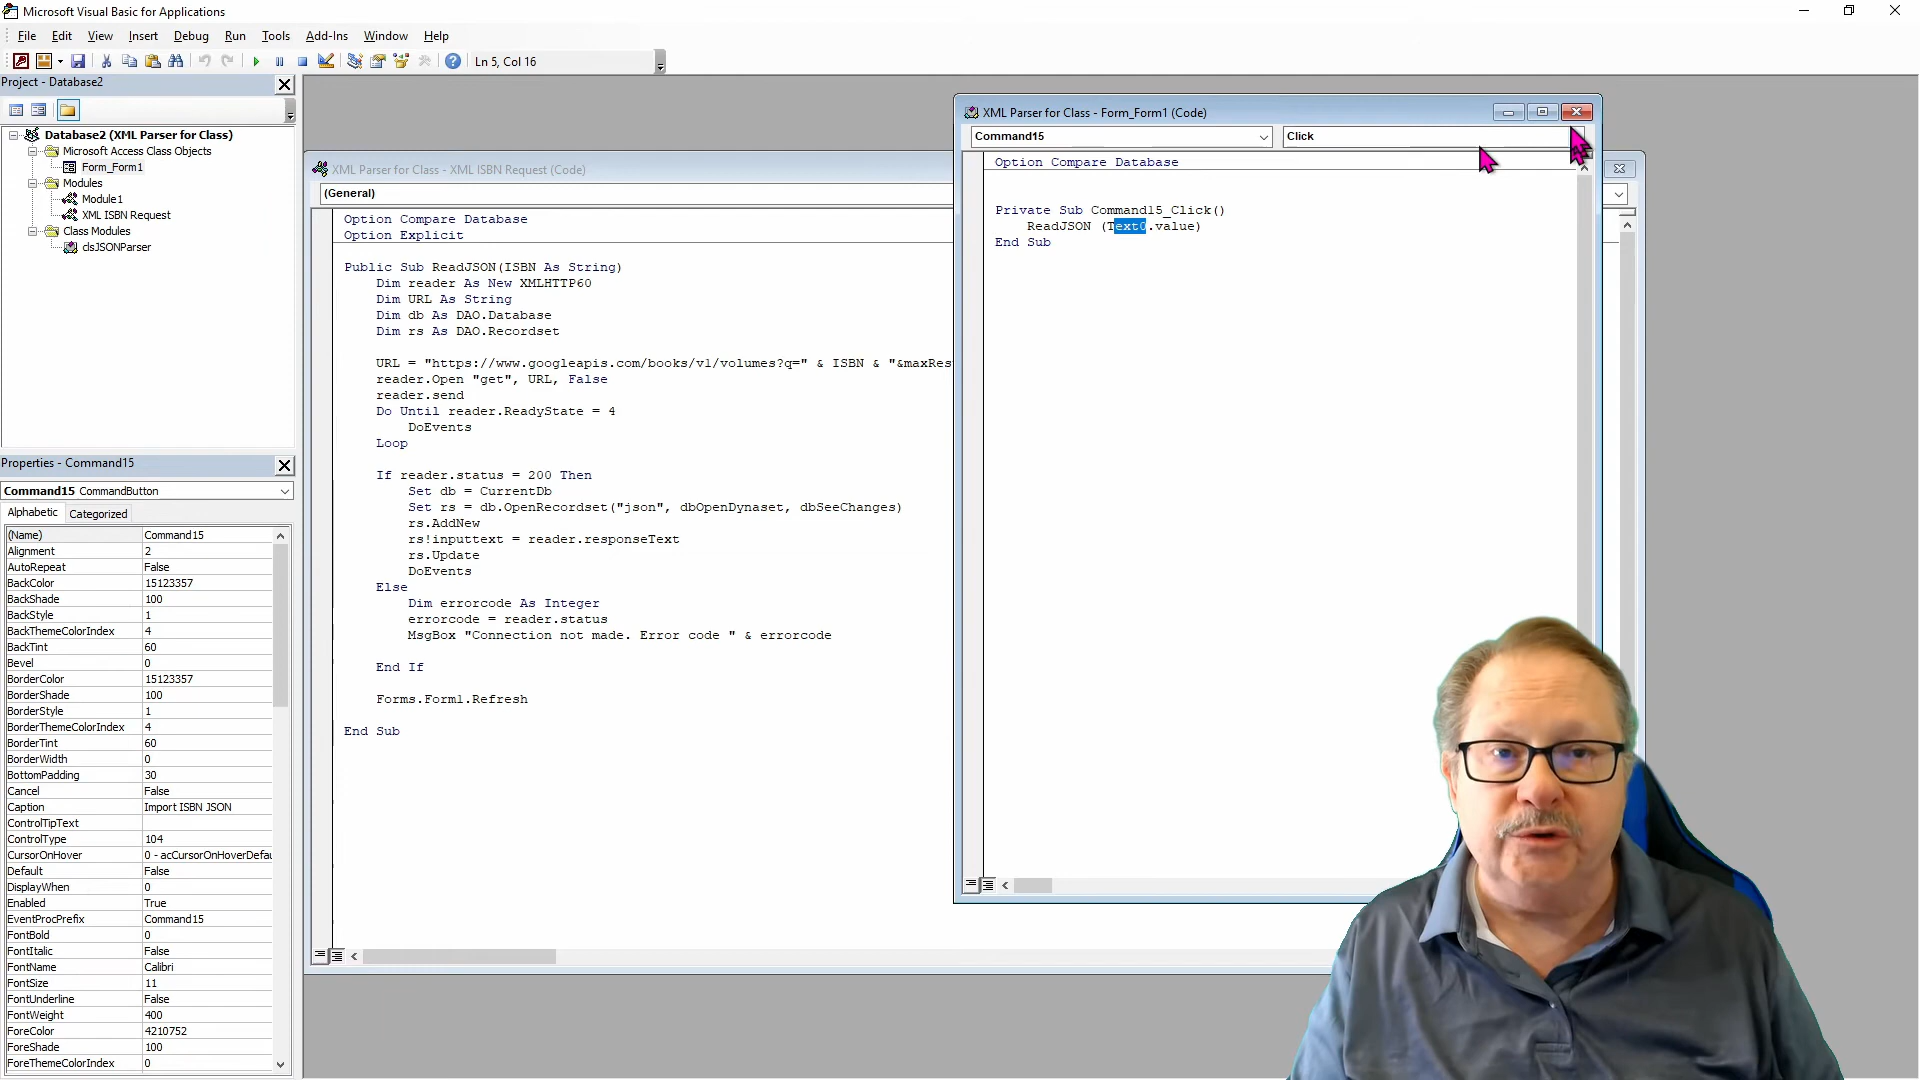 Microsoft Visual Basic for Applications
File Edit View Insert Debug Run Tools Add-Ins Window Help
Ln 5, Col 16
Project - Database2
Database2 (XML Parser for Class)
Microsoft Access Class Objects
Form_Form1
Modules
Module1
XML ISBN Request
Class Modules
clsJSONParser
Properties - Command15
Command15 CommandButton
Alphabetic Categorized
(Name) Command15
Alignment 2
AutoRepeat False
BackColor 15123357
BackShade 100
BackStyle 1
BackThemeColorIndex 4
BackTint 60
Bevel 0
BorderColor 15123357
BorderShade 100
BorderStyle 1
BorderThemeColorIndex 4
BorderTint 60
BorderWidth 0
BottomPadding 30
Cancel False
Caption Import ISBN JSON
ControlTipText
ControlType 104
CursorOnHover 0 - acCursorOnHoverDefau
Default False
DisplayWhen 0
Enabled True
EventProcPrefix Command15
FontBold 0
FontItalic False
FontName Calibri
FontSize 11
FontUnderline False
FontWeight 400
ForeColor 4210752
ForeShade 100
ForeThemeColorIndex 0
XML Parser for Class - XML ISBN Request (Code)
(General)
Option Compare Database
Option Explicit
Public Sub ReadJSON(ISBN As String)
Dim reader As New XMLHTTP60
Dim URL As String
Dim db As DAO.Database
Dim rs As DAO.Recordset
URL = "https://www.googleapis.com/books/v1/volumes?q=" & ISBN & "&maxRes
reader.Open "get", URL, False
reader.send
Do Until reader.ReadyState = 4
DoEvents
Loop
If reader.status = 200 Then
Set db = CurrentDb
Set rs = db.OpenRecordset("json", dbOpenDynaset, dbSeeChanges)
rs.AddNew
rs!inputtext = reader.responseText
rs.Update
DoEvents
Else
Dim errorcode As Integer
errorcode = reader.status
MsgBox "Connection not made. Error code " & errorcode
End If
Forms.Form1.Refresh
End Sub
XML Parser for Class - Form_Form1 (Code)
Command15 Click
Option Compare Database
Private Sub Command15_Click()
ReadJSON (Text0.value)
End Sub